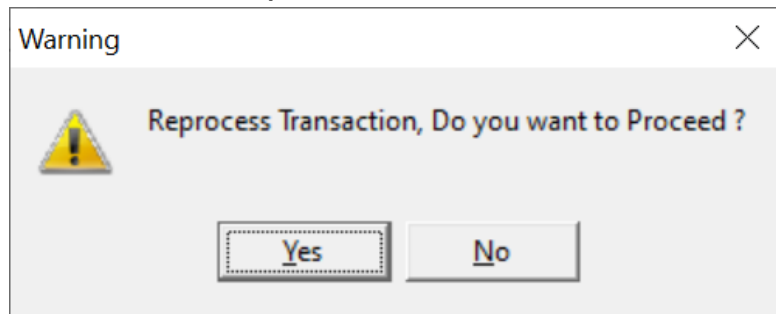 Warning
Reprocess Transaction, Do you want to Proceed ?
Yes
No